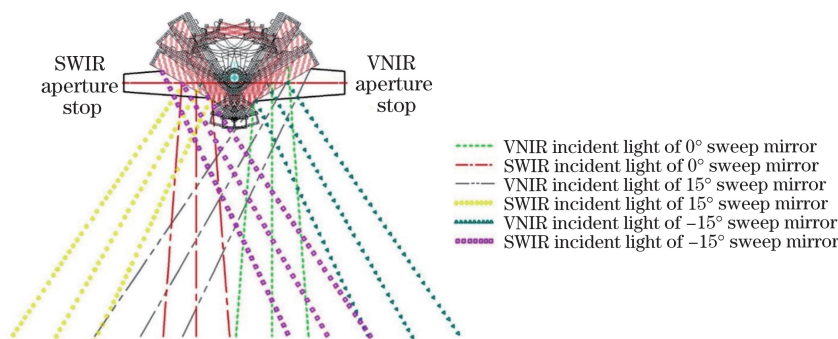 SWIR
aperture
stop
VNIR
aperture
stop
VNIR incident light of 0° sweep mirror
SWIR incident light of 0° sweep mirror
VNIR incident light of 15° sweep mirror
SWIR incident light of 15° sweep mirror
VNIR incident light of −15° sweep mirror
SWIR incident light of −15° sweep mirror